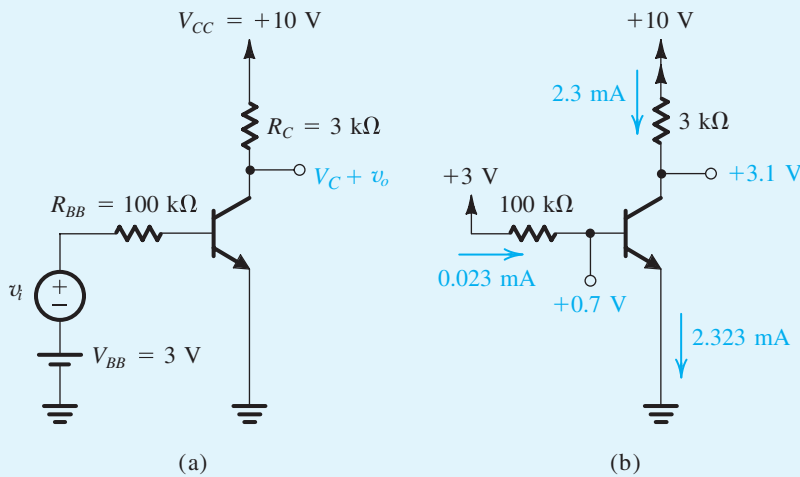 V_CC = +10 V
R_C = 3 kΩ
V_C + v_o
R_BB = 100 kΩ
v_i
+
−
V_BB = 3 V
(a)
+10 V
2.3 mA
3 kΩ
+3.1 V
+3 V
100 kΩ
0.023 mA
+0.7 V
2.323 mA
(b)